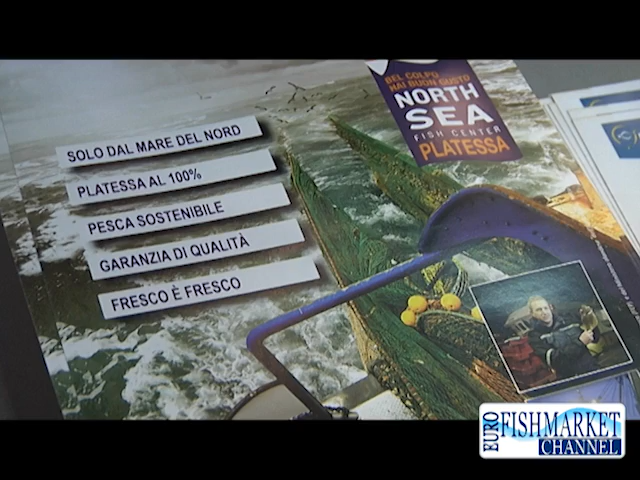 BEL COLPO
HAI BUON GUSTO
NORTH
SEA
FISH CENTER
PLATESSA
SOLO DAL MARE DEL NORD
PLATESSA AL 100%
PESCA SOSTENIBILE
GARANZIA DI QUALITÀ
FRESCO È FRESCO
EURO
FISHMARKET
CHANNEL